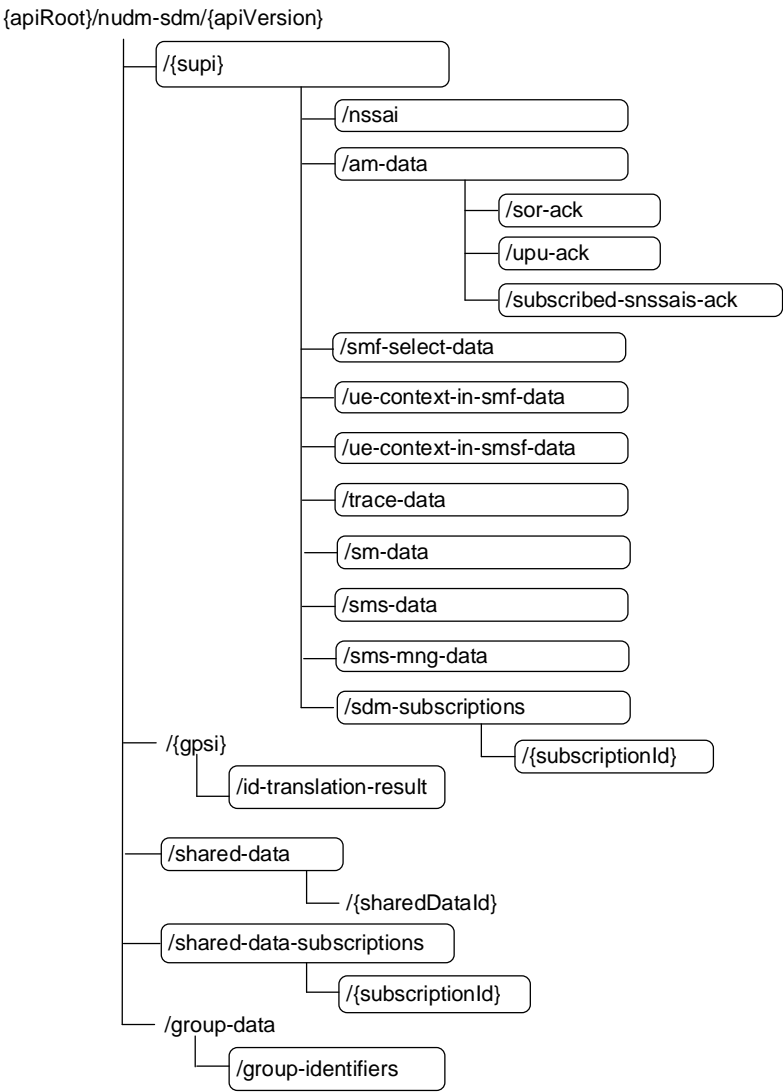 {apiRoot}/nudm-sdm/{apiVersion}
/{supi}
/nssai
/am-data
/sor-ack
/upu-ack
/subscribed-snssais-ack
/smf-select-data
/ue-context-in-smf-data
/ue-context-in-smsf-data
/trace-data
/sm-data
/sms-data
/sms-mng-data
/sdm-subscriptions
/{subscriptionId}
/{gpsi}
/id-translation-result
/shared-data
/{sharedDataId}
/shared-data-subscriptions
/{subscriptionId}
/group-data
/group-identifiers